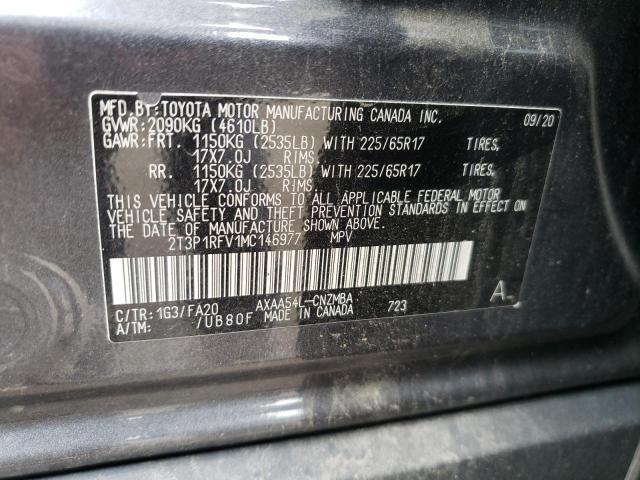 MFD.BY:TOYOTA MOTOR MANUFACTURING CANADA INC. 09/20
GVWR:2090KG (4610LB)
GAWR:FRT. 1150KG (2535LB) WITH 225/65R17 TIRES,
17X7.0J RIMS
RR. 1150KG (2535LB) WITH 225/65R17 TIRES,
17X7.0J RIMS
THIS VEHICLE CONFORMS TO ALL APPLICABLE FEDERAL MOTOR
VEHICLE SAFETY AND THEFT PREVENTION STANDARDS IN EFFECT ON
THE DATE OF MANUFACTURE SHOWN ABOVE.
2T3P1RFV1MC146977 MPV
C/TR:1G3/FA20 AXAA54L-CNZMBA 723 A-
A/TM: /UB80F MADE IN CANADA